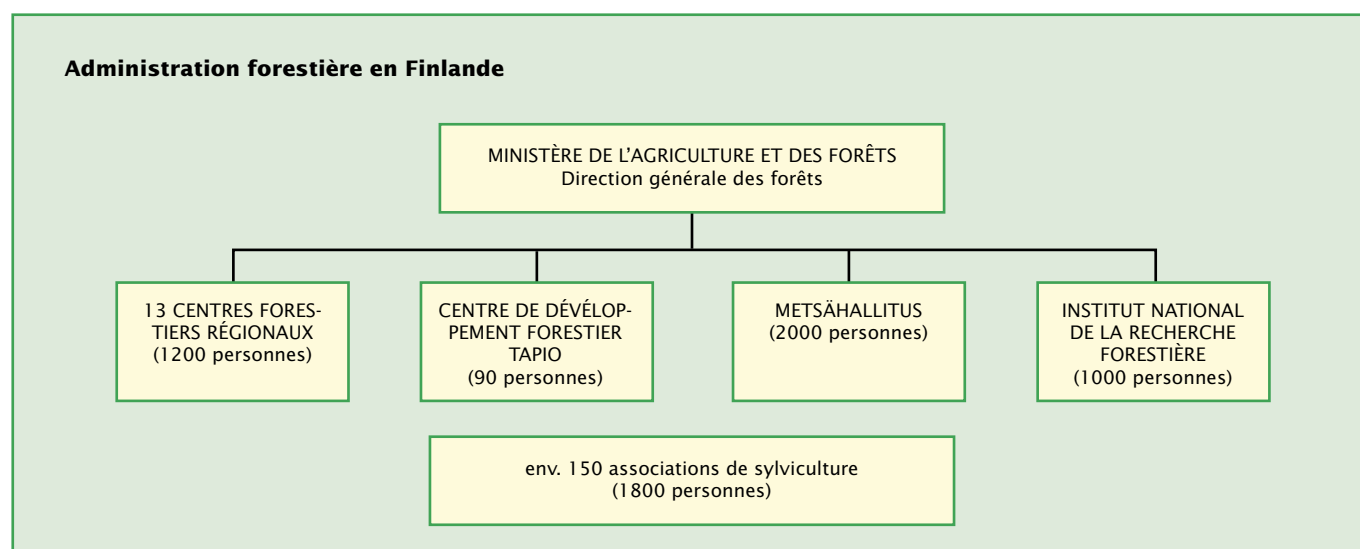 Administration forestière en Finlande
MINISTÈRE DE L’AGRICULTURE ET DES FORÊTS
Direction générale des forêts
13 CENTRES FORES-
TIERS RÉGIONAUX
(1200 personnes)
CENTRE DE DÉVÉLOP-
PEMENT FORESTIER
TAPIO
(90 personnes)
METSÄHALLITUS
(2000 personnes)
INSTITUT NATIONAL
DE LA RECHERCHE
FORESTIÈRE
(1000 personnes)
env. 150 associations de sylviculture
(1800 personnes)